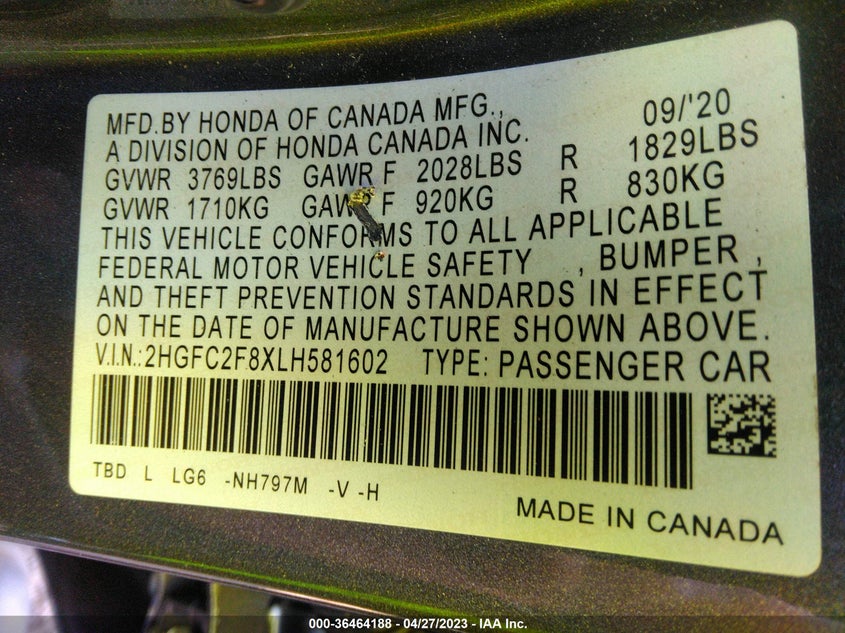 MFD.BY HONDA OF CANADA MFG., 09/'20
A DIVISION OF HONDA CANADA INC.
GVWR 3769LBS GAWR F 2028LBS R 1829LBS
GVWR 1710KG GAWR F 920KG R 830KG
THIS VEHICLE CONFORMS TO ALL APPLICABLE
FEDERAL MOTOR VEHICLE SAFETY , BUMPER ,
AND THEFT PREVENTION STANDARDS IN EFFECT
ON THE DATE OF MANUFACTURE SHOWN ABOVE.
V.I.N.:2HGFC2F8XLH581602 TYPE: PASSENGER CAR
TBD L LG6 -NH797M -V -H
MADE IN CANADA
000-36464188 - 04/27/2023 - IAA Inc.